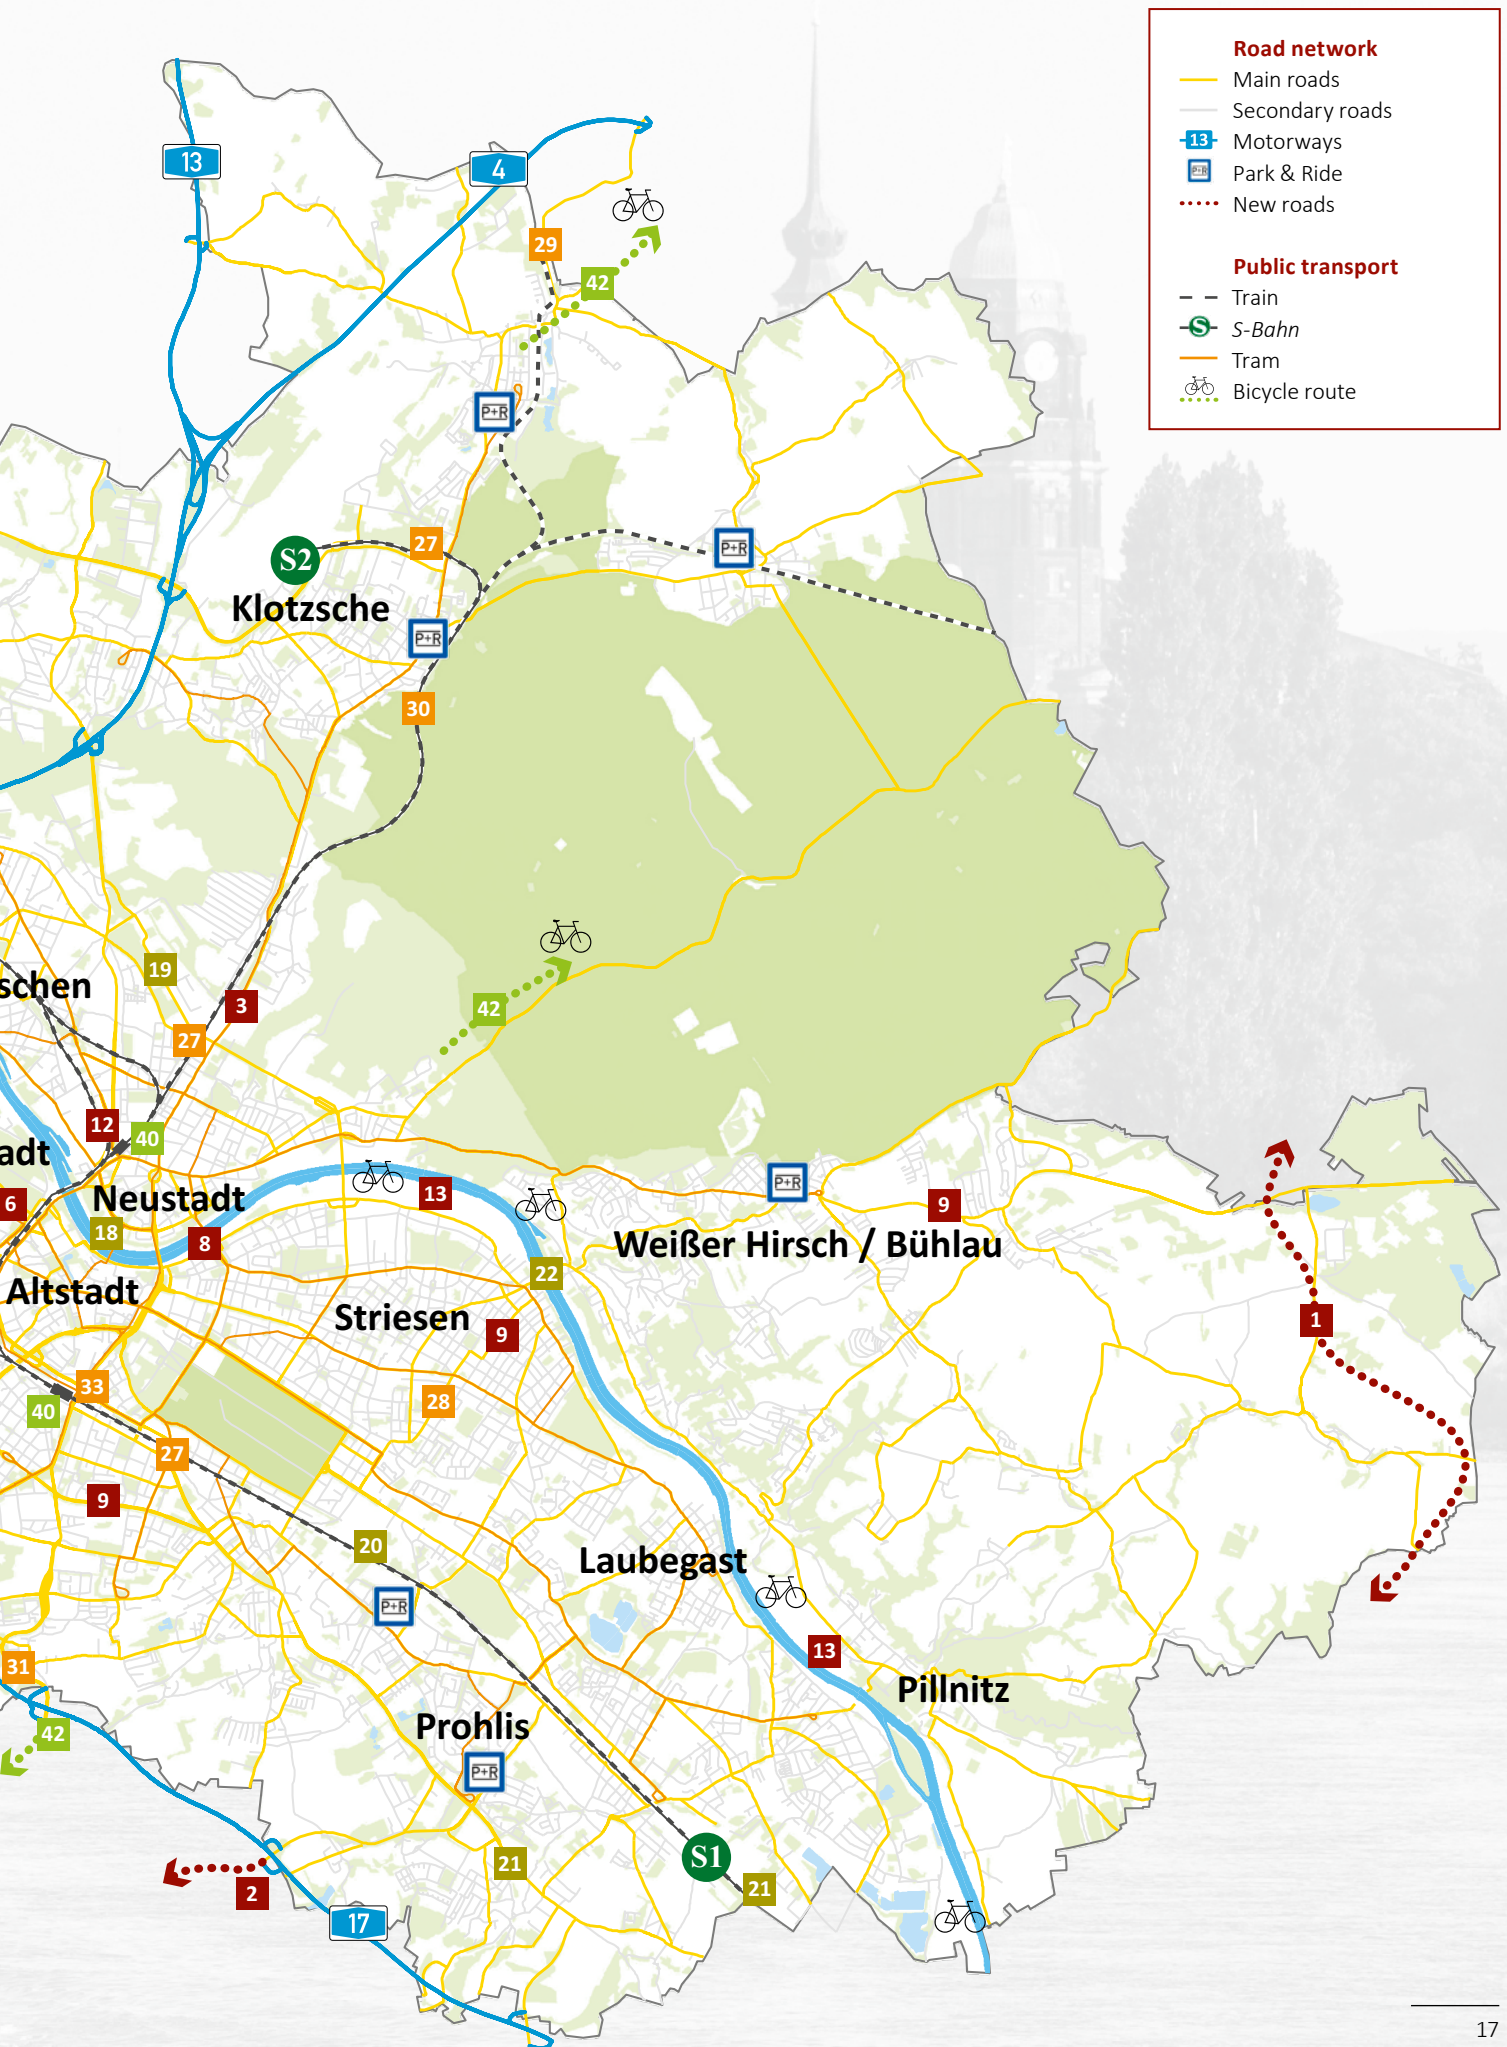 Road network
Main roads
Secondary roads
13 Motorways
P+R Park & Ride
New roads
Public transport
Train
S S-Bahn
Tram
Bicycle route
13
4
29
42
P+R
S2
27
P+R
Klotzsche
P+R
30
42
19
schen
3
27
12
40
adt
6
Neustadt
18
8
13
P+R
9
Weißer Hirsch / Bühlau
22
Altstadt
Striesen
9
1
33
40
28
27
9
20
Laubegast
P+R
13
31
Pillnitz
42
Prohlis
P+R
S1
21
21
2
17
17